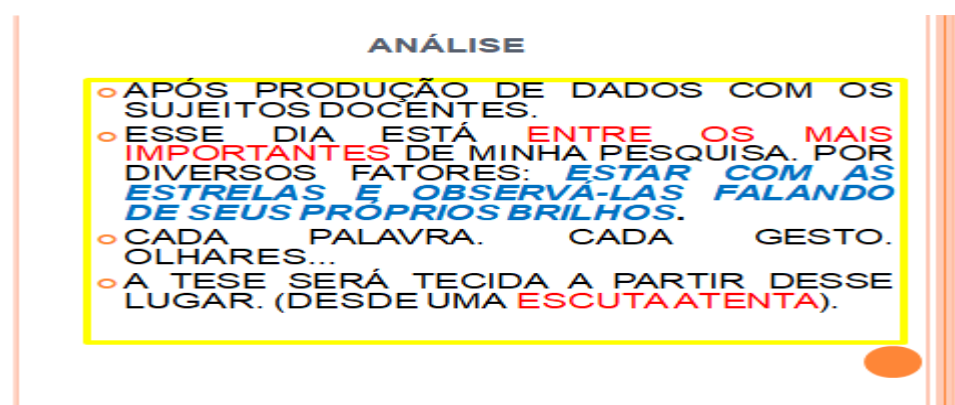 ANÁLISE
APÓS PRODUÇÃO DE DADOS COM OS
SUJEITOS DOCENTES.
ESSE DIA ESTÁ ENTRE OS MAIS
IMPORTANTES DE MINHA PESQUISA. POR
DIVERSOS FATORES: ESTAR COM AS
ESTRELAS E OBSERVÁ-LAS FALANDO
DE SEUS PRÓPRIOS BRILHOS.
CADA PALAVRA. CADA GESTO.
OLHARES...
A TESE SERÁ TECIDA A PARTIR DESSE
LUGAR. (DESDE UMA ESCUTA ATENTA).